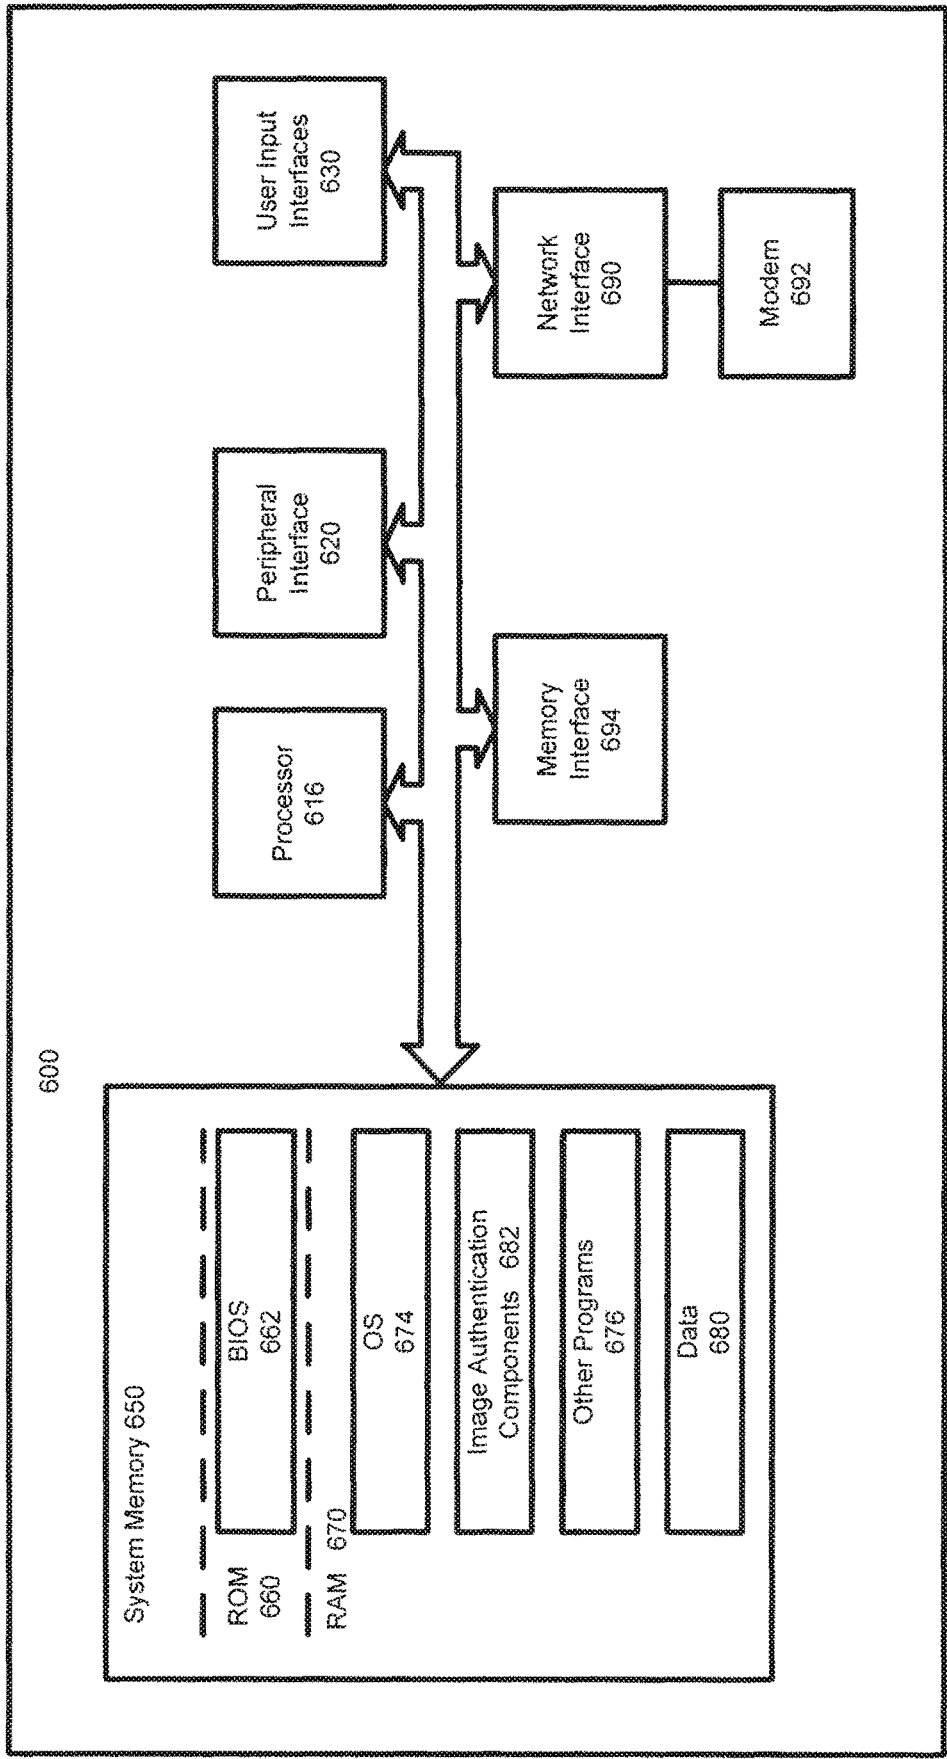 600
System Memory 650
ROM
660
BIOS
662
RAM 670
OS
674
Image Authentication
Components 682
Other Programs
676
Data
680
Processor
616
Peripheral
Interface
620
User Input
Interfaces
630
Memory
Interface
694
Network
Interface
690
Modem
692